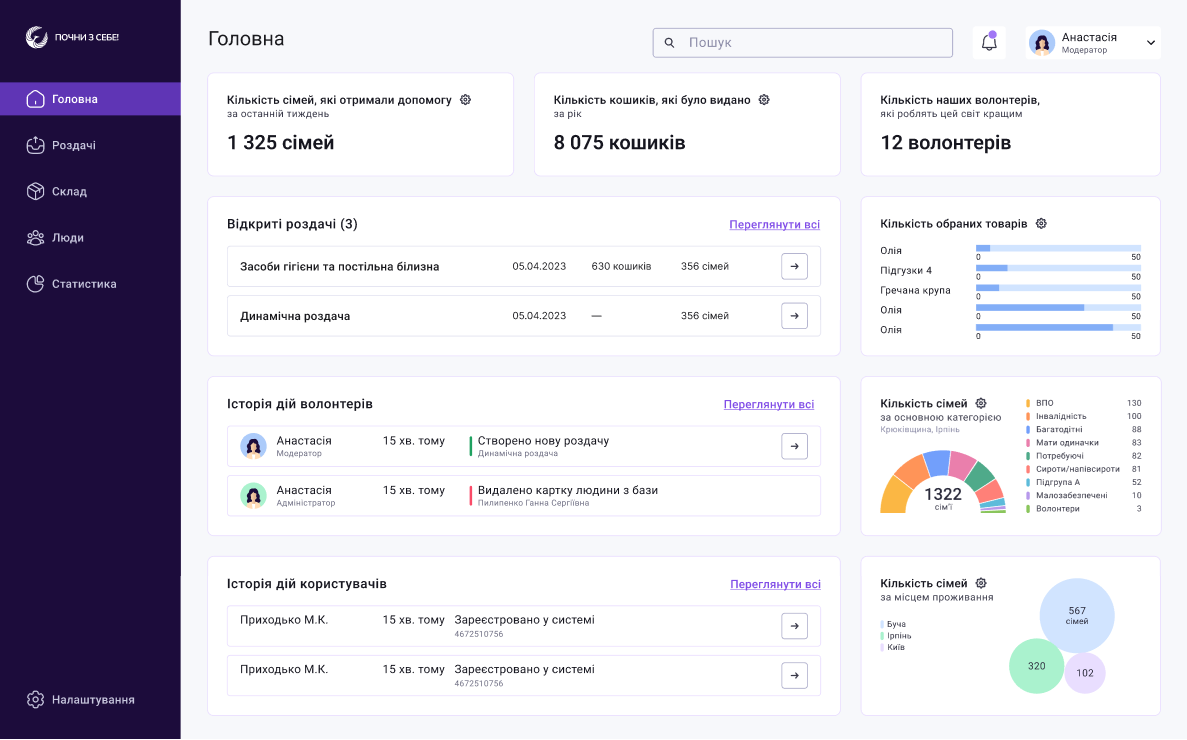 ПОЧНИ З СЕБЕ!
Головна
Роздачі
Склад
Люди
Статистика
Налаштування
Головна
Пошук
Анастасія
Модератор
Кількість сімей, які отримали допомогу
за останній тиждень
1 325 сімей
Кількість кошиків, які було видано
за рік
8 075 кошиків
Кількість наших волонтерів,
які роблять цей світ кращим
12 волонтерів
Відкриті роздачі (3)
Переглянути всі
Засоби гігієни та постільна білизна 05.04.2023 630 кошиків 356 сімей
Динамічна роздача 05.04.2023 — 356 сімей
Кількість обраних товарів
Олія
0 50
Підгузки 4
0 50
Гречана крупа
0 50
Олія
0 50
Олія
0 50
Історія дій волонтерів
Переглянути всі
Анастасія 15 хв. тому Створено нову роздачу
Модератор Динамічна роздача
Анастасія 15 хв. тому Видалено картку людини з бази
Адміністратор Пилипенко Ганна Сергіївна
Кількість сімей
за основною категорією
Крюківщина, Ірпінь
1322
сім'ї
ВПО 130
Інвалідність 100
Багатодітні 88
Мати одиначки 83
Потребуючі 82
Сироти/напівсироти 81
Підгрупа А 52
Малозабезпечені 10
Волонтери 3
Історія дій користувачів
Переглянути всі
Приходько М.К. 15 хв. тому Зареєстровано у системі
4672510756
Приходько М.К. 15 хв. тому Зареєстровано у системі
4672510756
Кількість сімей
за місцем проживання
Буча
Ірпінь
Київ
567
сімей
320
102